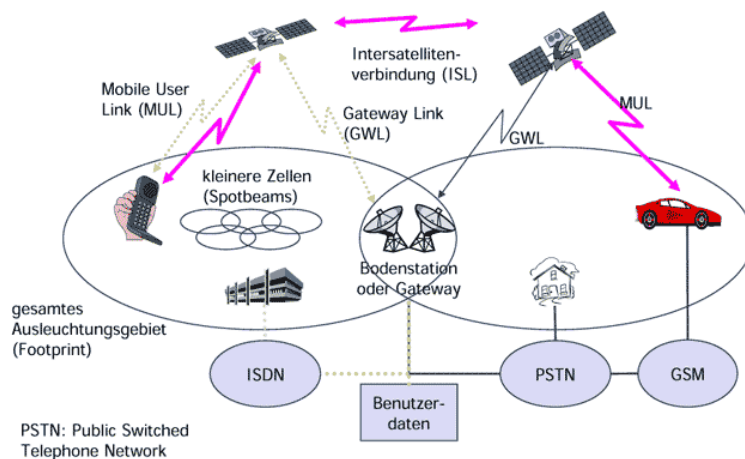 Intersatelliten-
verbindung (ISL)
Mobile User
Link (MUL)
MUL
Gateway Link
(GWL)
GWL
kleinere Zellen
(Spotbeams)
Bodenstation
oder Gateway
gesamtes
Ausleuchtungsgebiet
(Footprint)
ISDN
PSTN
GSM
Benutzer-
daten
PSTN: Public Switched
Telephone Network